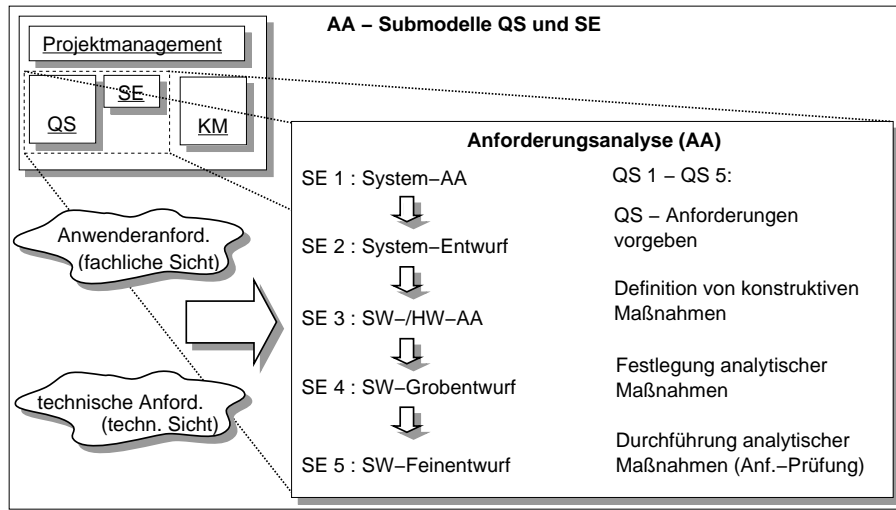 AA – Submodelle QS und SE
Projektmanagement
SE
QS
KM
Anwenderanford.
(fachliche Sicht)
technische Anford.
(techn. Sicht)
Anforderungsanalyse (AA)
SE 1 : System–AA
SE 2 : System–Entwurf
SE 3 : SW–/HW–AA
SE 4 : SW–Grobentwurf
SE 5 : SW–Feinentwurf
QS 1 – QS 5:
QS – Anforderungen
vorgeben
Definition von konstruktiven
Maßnahmen
Festlegung analytischer
Maßnahmen
Durchführung analytischer
Maßnahmen (Anf.–Prüfung)